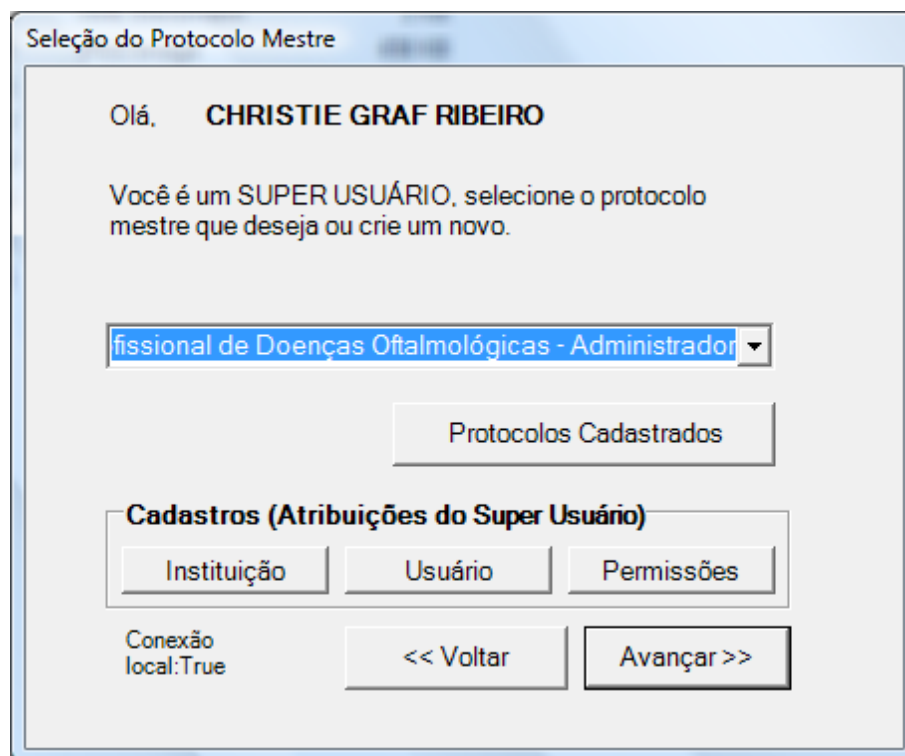 Seleção do Protocolo Mestre
Olá, CHRISTIE GRAF RIBEIRO
Você é um SUPER USUÁRIO, selecione o protocolo
mestre que deseja ou crie um novo.
fissional de Doenças Oftalmológicas - Administrador
Protocolos Cadastrados
Cadastros (Atribuições do Super Usuário)
Instituição Usuário Permissões
Conexão
local:True
<< Voltar Avançar >>